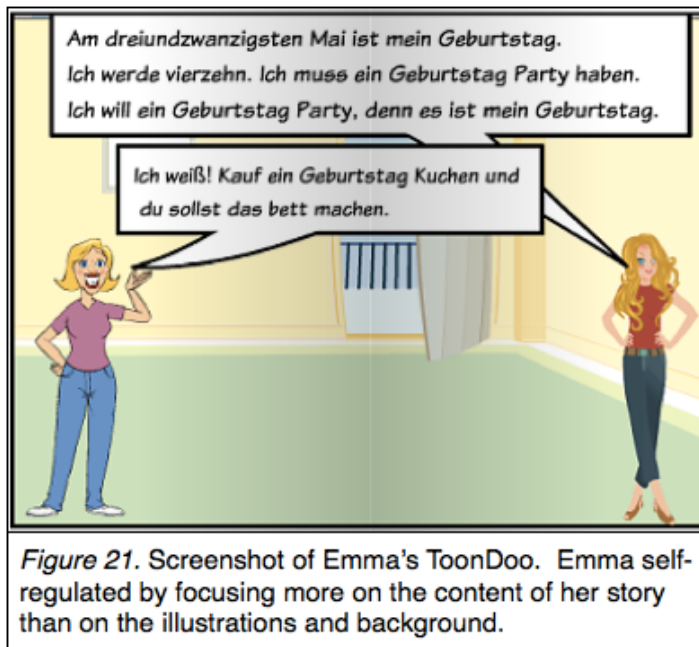 Am dreiundzwanzigsten Mai ist mein Geburtstag.
Ich werde vierzehn. Ich muss ein Geburtstag Party haben.
Ich will ein Geburtstag Party, denn es ist mein Geburtstag.
Ich weiß! Kauf ein Geburtstag Kuchen und
du sollst das bett machen.
Figure 21. Screenshot of Emma's ToonDoo. Emma self-
regulated by focusing more on the content of her story
than on the illustrations and background.